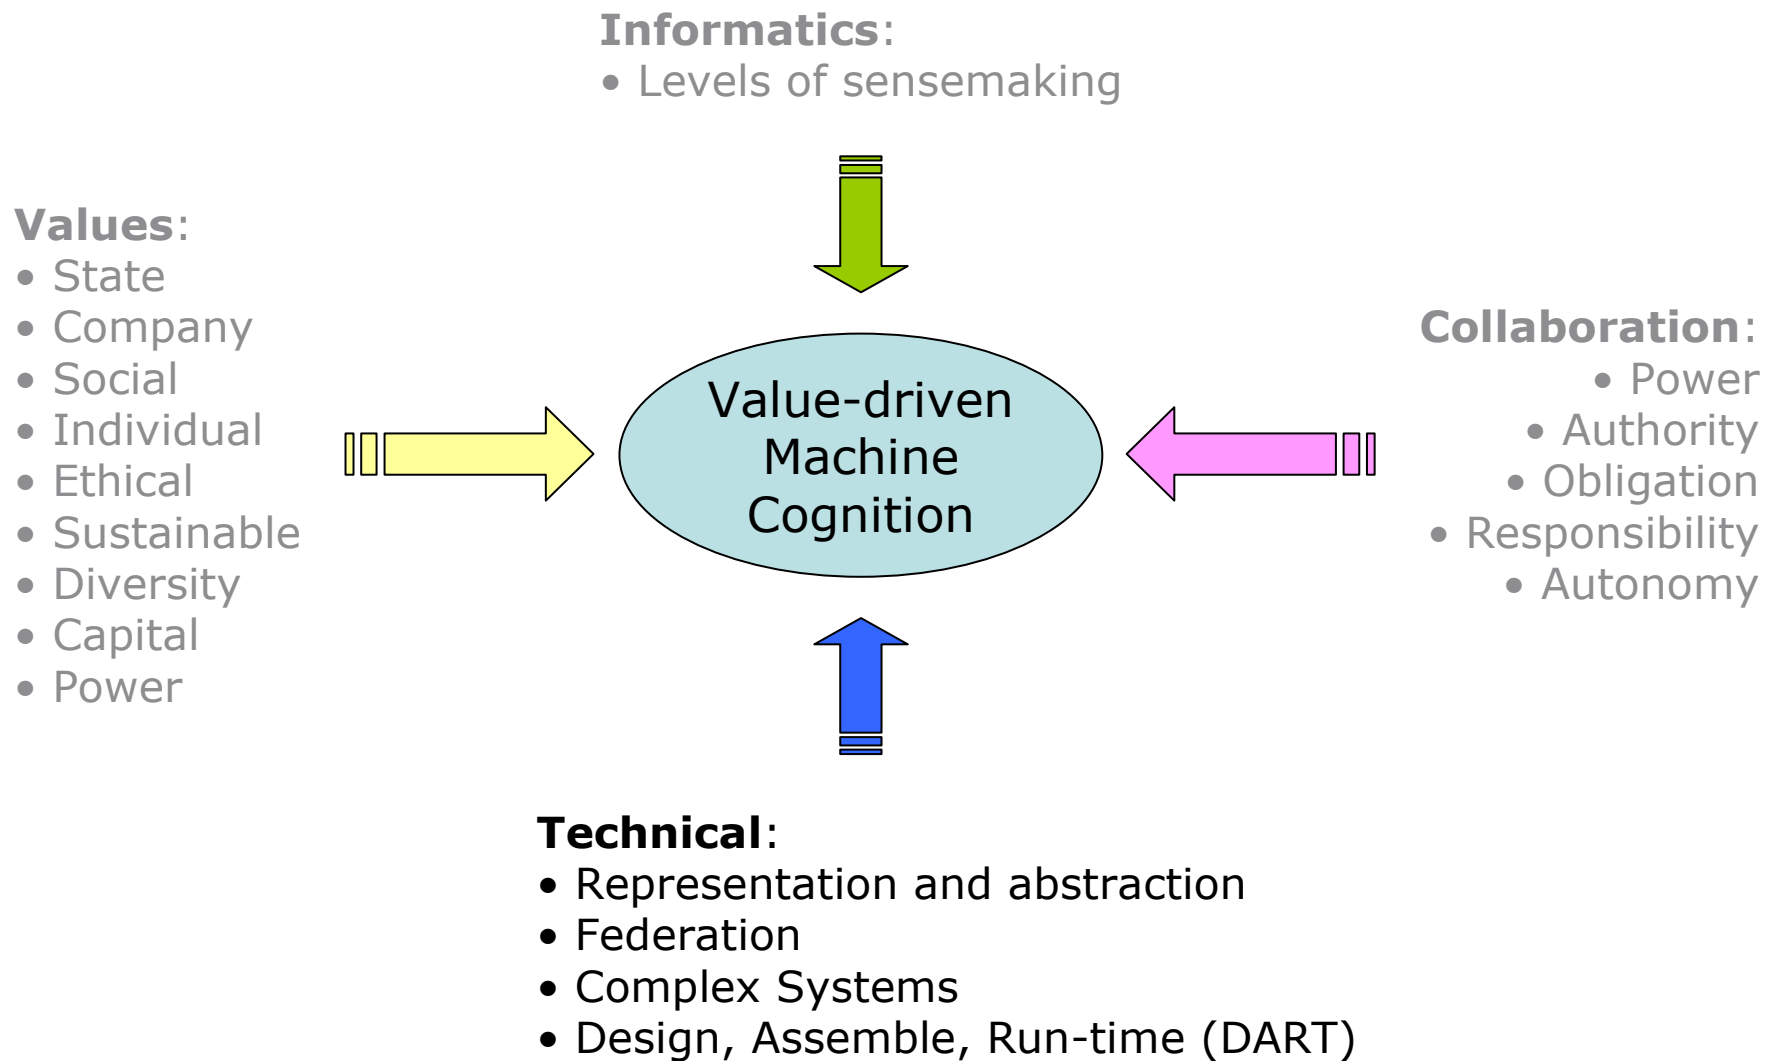 Informatics:
• Levels of sensemaking
Values:
• State
• Company
• Social
• Individual
• Ethical
• Sustainable
• Diversity
• Capital
• Power
Value-driven
Machine
Cognition
Collaboration:
• Power
• Authority
• Obligation
• Responsibility
• Autonomy
Technical:
• Representation and abstraction
• Federation
• Complex Systems
• Design, Assemble, Run-time (DART)